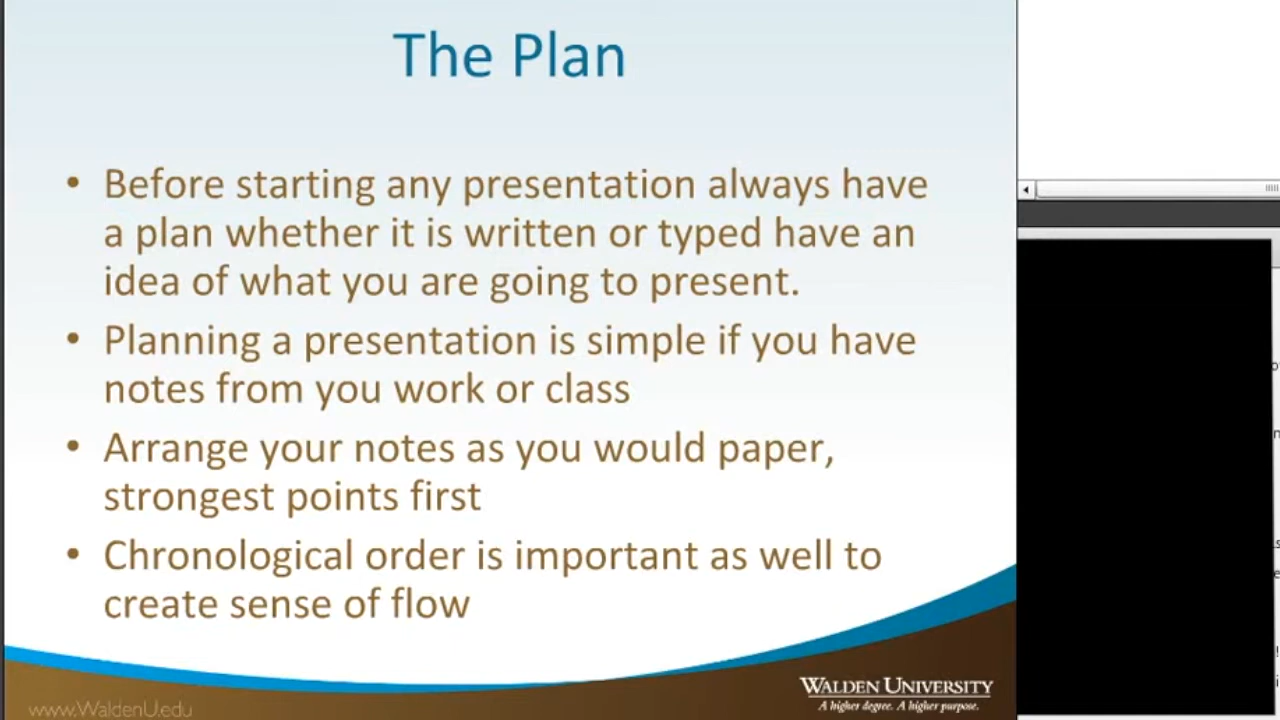 The Plan
• Before starting any presentation always have
a plan whether it is written or typed have an
idea of what you are going to present.
• Planning a presentation is simple if you have
notes from you work or class
• Arrange your notes as you would paper,
strongest points first
• Chronological order is important as well to
create sense of flow
WALDEN UNIVERSITY
A higher degree. A higher purpose.
www.WaldenU.edu